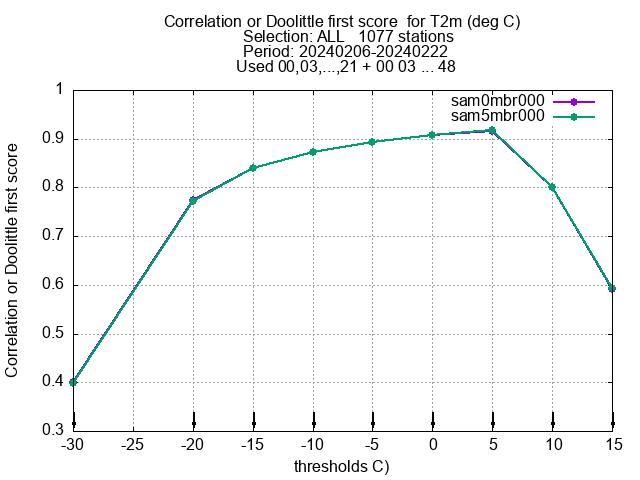 Correlation or Doolittle first score  for T2m (deg C)
Selection: ALL   1077 stations
Period: 20240206-20240222
Used 00,03,...,21 + 00 03 ... 48
sam0mbr000
sam5mbr000
Correlation or Doolittle first score
1
0.9
0.8
0.7
0.6
0.5
0.4
0.3
-30 -25 -20 -15 -10 -5 0 5 10 15
thresholds C)